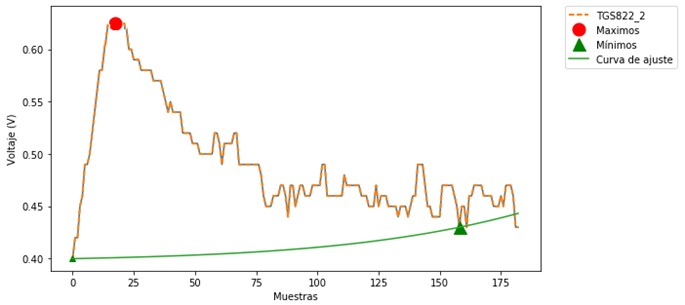 TGS822_2
Maximos
Mínimos
Curva de ajuste
Voltaje (V)
0.60
0.55
0.50
0.45
0.40
0 25 50 75 100 125 150 175
Muestras